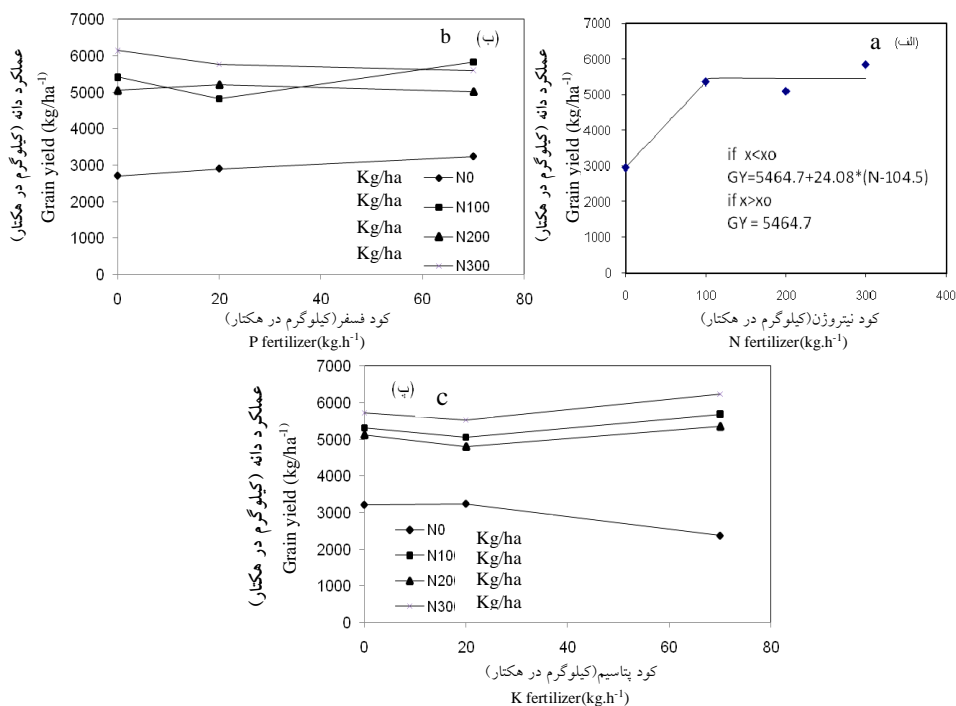 b (ب)
عملکرد دانه (کیلوگرم در هکتار)
Grain yield (kg/ha-1)
7000
6000
5000
4000
3000
2000
1000
0
Kg/ha N0
Kg/ha N100
Kg/ha N200
Kg/ha N300
0 20 40 60 80
کود فسفر(کیلوگرم در هکتار)
P fertilizer(kg.h-1)
a (الف)
عملکرد دانه (کیلوگرم در هکتار)
Grain yield (kg/ha-1)
7000
6000
5000
4000
3000
2000
1000
0
if x<xo
GY=5464.7+24.08*(N-104.5)
if x>xo
GY = 5464.7
0 100 200 300 400
کود نیتروژن(کیلوگرم در هکتار)
N fertilizer(kg.h-1)
(پ) c
عملکرد دانه (کیلوگرم در هکتار)
Grain yield (kg/ha-1)
7000
6000
5000
4000
3000
2000
1000
0
N0 Kg/ha
N100 Kg/ha
N200 Kg/ha
N300 Kg/ha
0 20 40 60 80
کود پتاسیم(کیلوگرم در هکتار)
K fertilizer(kg.h-1)